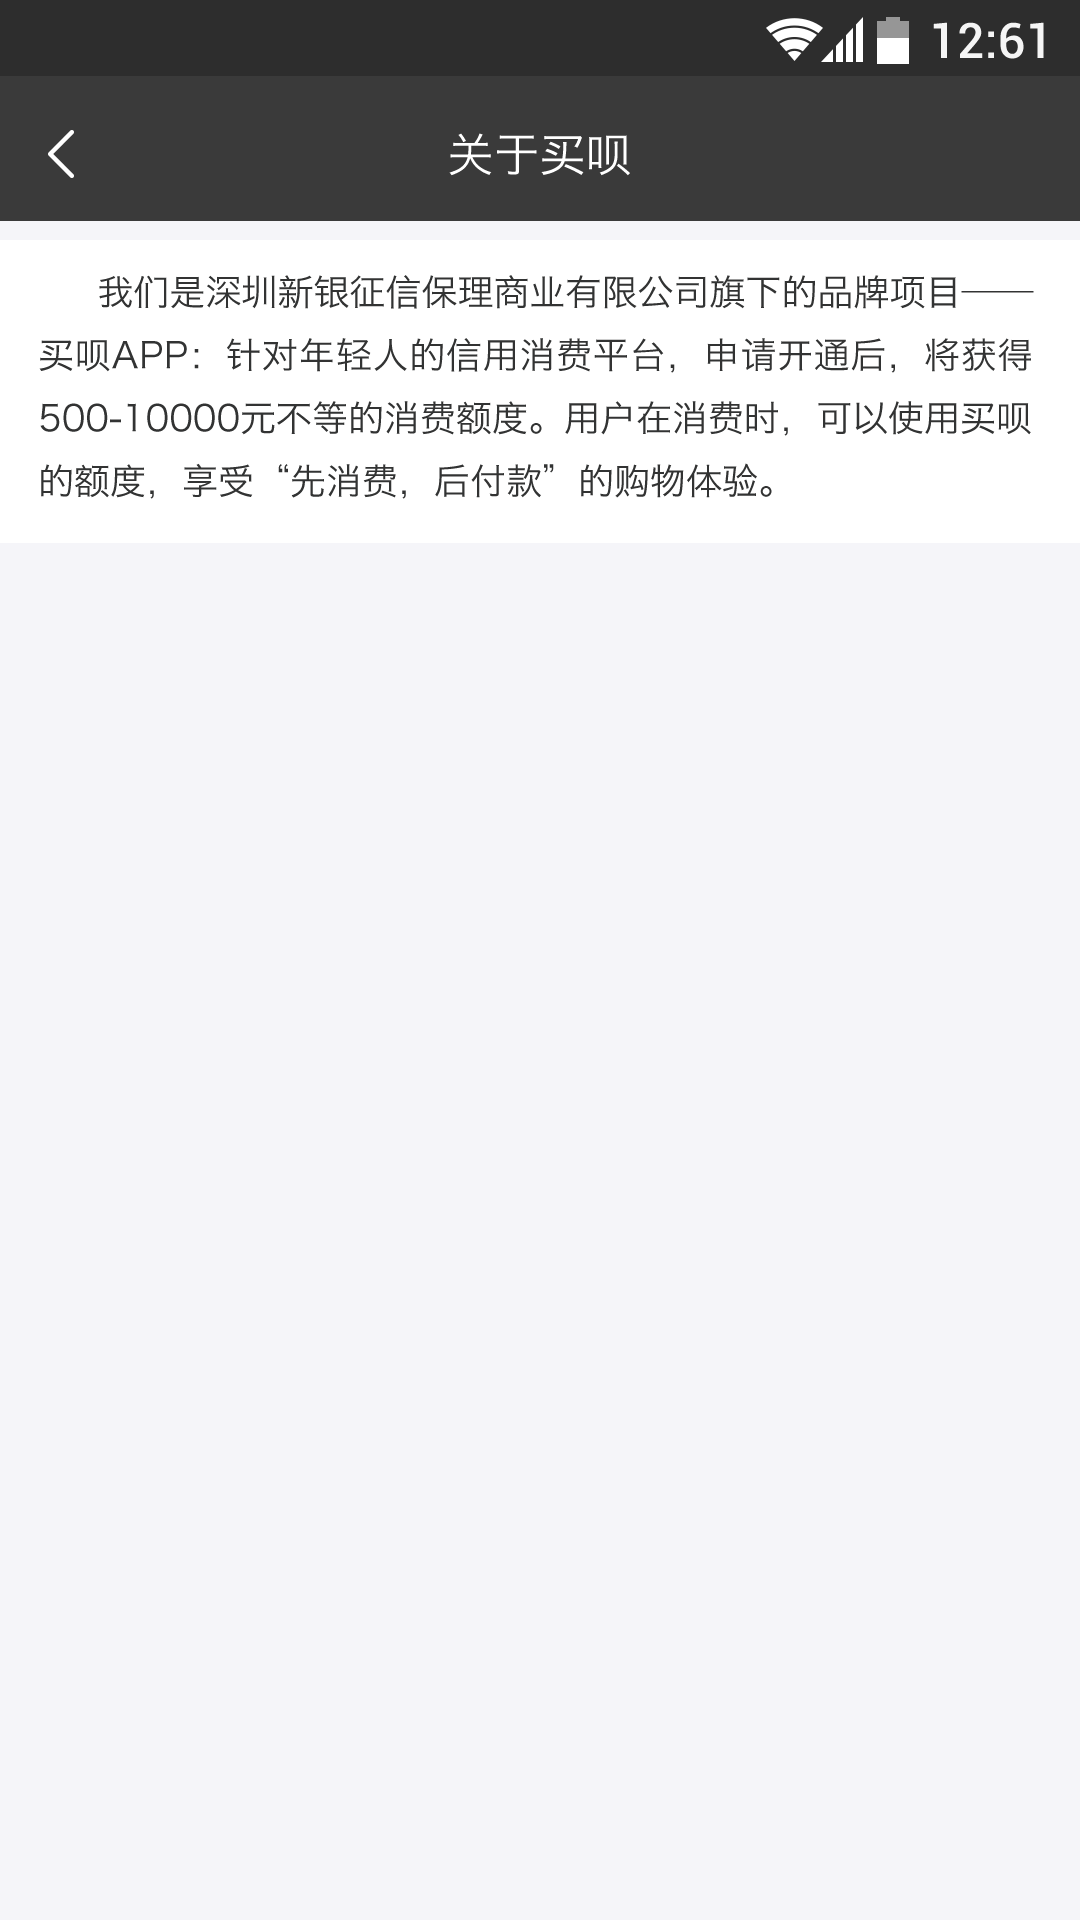 12:61
关于买呗
我们是深圳新银征信保理商业有限公司旗下的品牌项目——
买呗APP：针对年轻人的信用消费平台，申请开通后，将获得
500-10000元不等的消费额度。用户在消费时，可以使用买呗
的额度，享受“先消费，后付款”的购物体验。